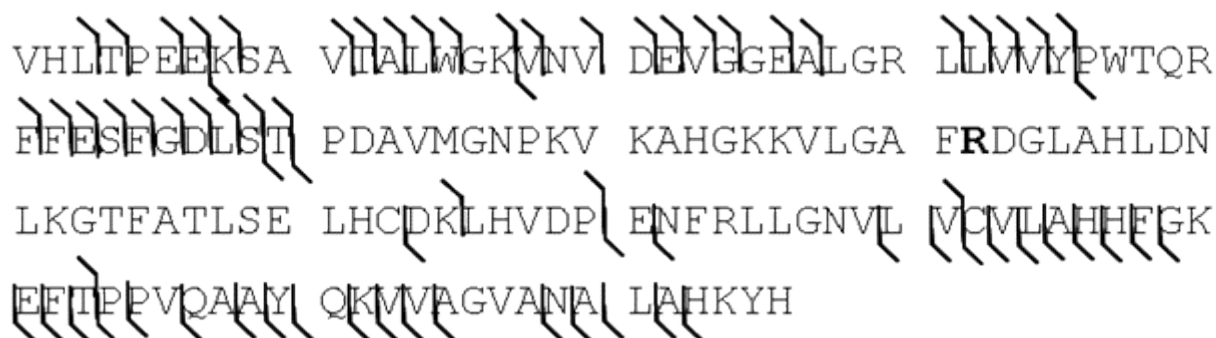 VHLTPEEKSA VTALWGKVNV DEVGGEALGR LLVVYPWTQR
FFESFGDLST PDAVMGNPKV KAHGKKVLGA FRDGLAHLDN
LKGTFATLSE LHCDKLHVDP ENFRLLGNVL VCVLAHHFGK
EFTPPVQAAY QKVVAGVANA LAHKYH